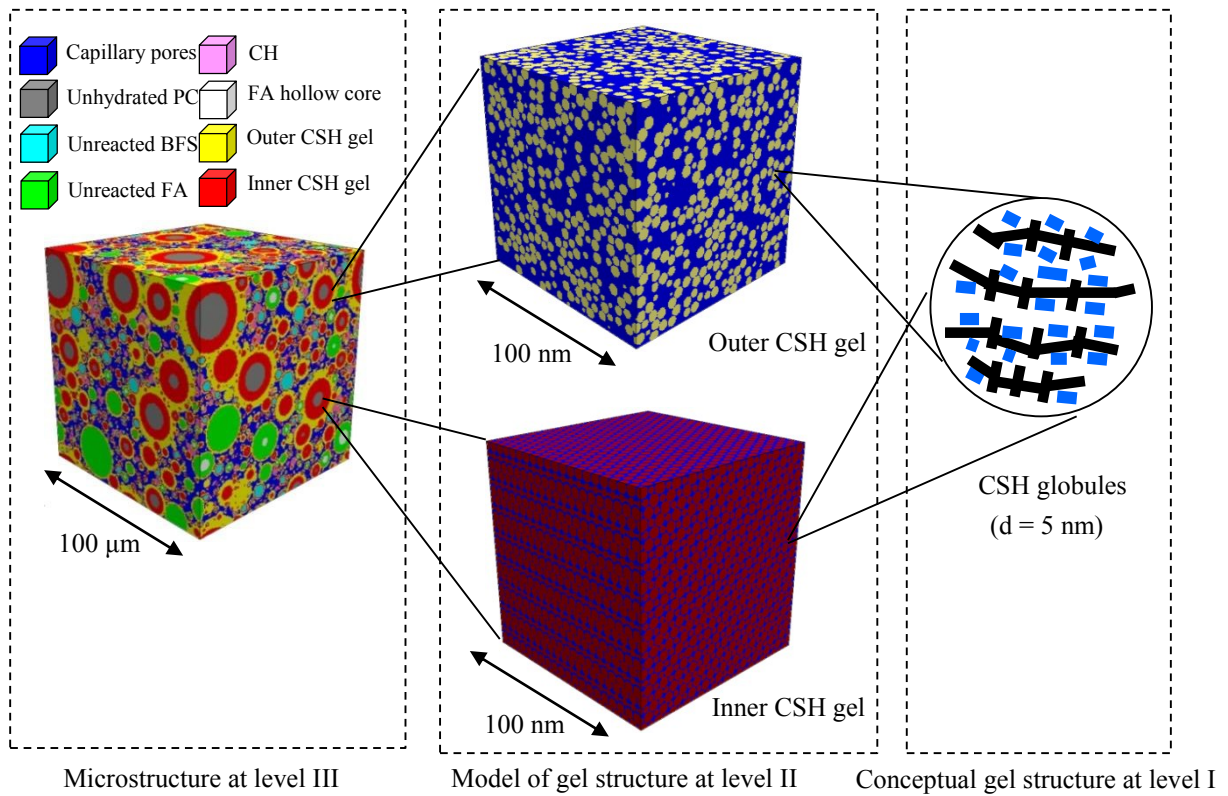 Capillary pores
CH
Unhydrated PC
FA hollow core
Unreacted BFS
Outer CSH gel
Unreacted FA
Inner CSH gel
100 μm
100 nm
Outer CSH gel
100 nm
Inner CSH gel
CSH globules
(d = 5 nm)
Microstructure at level III
Model of gel structure at level II
Conceptual gel structure at level I